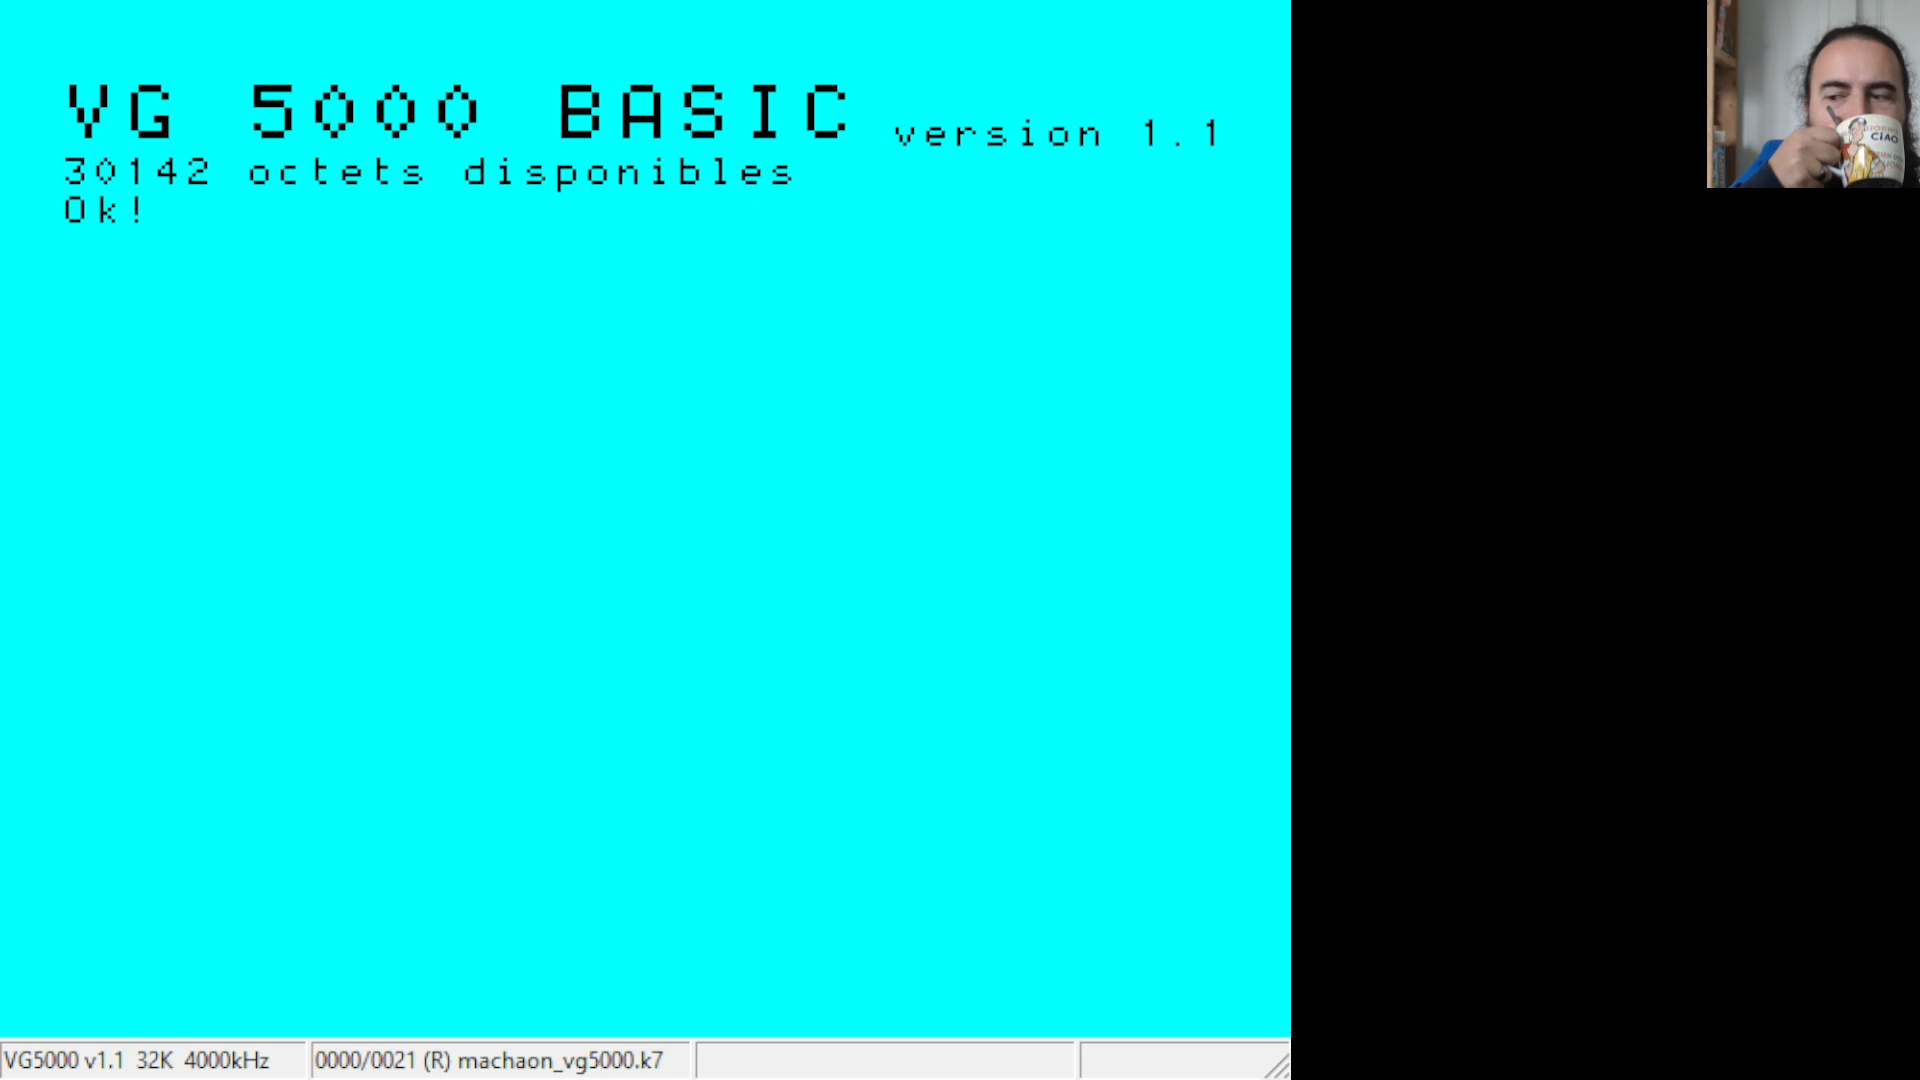 VG 5000 BASIC version 1.1
30142 octets disponibles
Ok!
VG5000 v1.1 32K 4000kHz
0000/0021 (R) machaon_vg5000.k7
CIAO